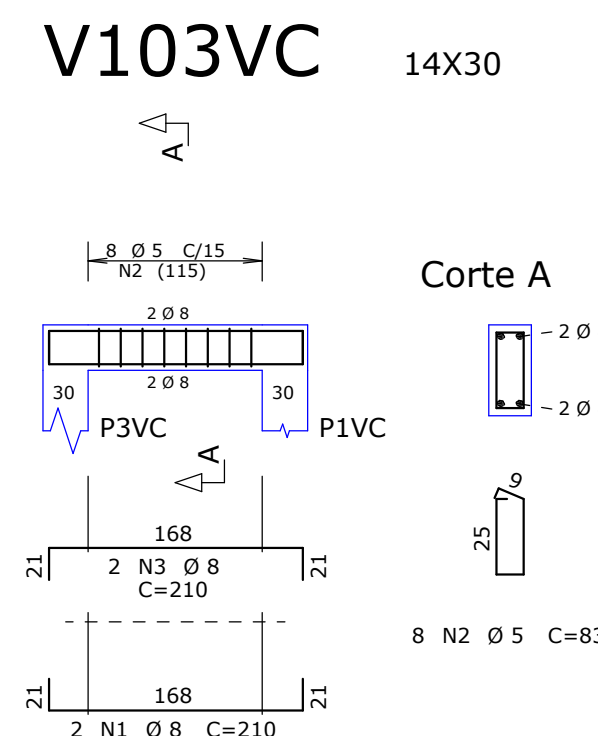 V103VC 14X30
A
8 Ø 5 C/15
N2 (115)
Corte A
2 Ø 8
2 Ø
2 Ø 8
30 30
2 Ø
P3VC P1VC
A
9
25
168
21 21
2 N3 Ø 8
C=210
8 N2 Ø 5 C=83
168
21 21
2 N1 Ø 8 C=210